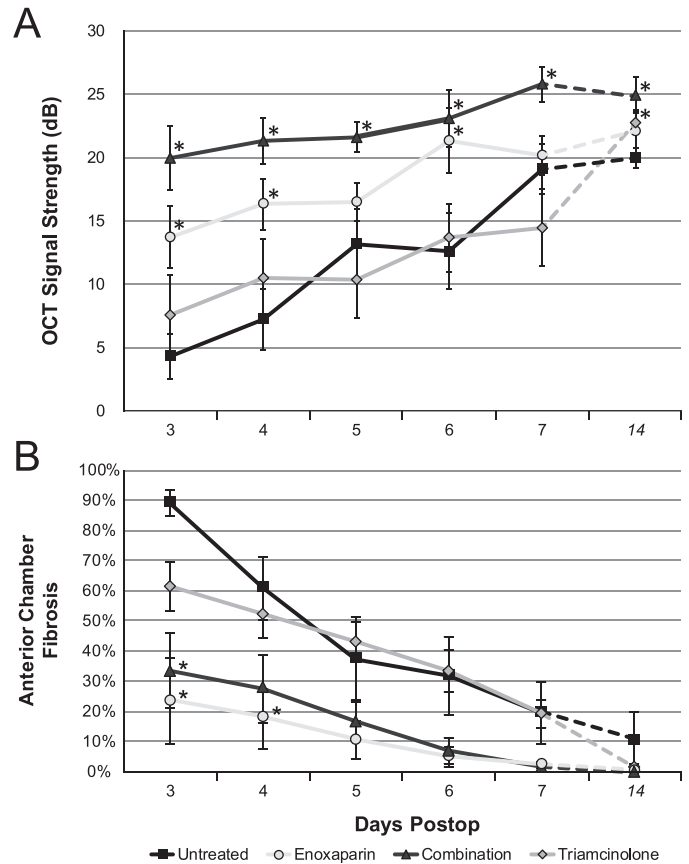 A
OCT Signal Strength (dB)
30
25
20
15
10
5
0
* * * * * *
* * * *
3 4 5 6 7 14
B
Anterior Chamber
Fibrosis
100%
90%
80%
70%
60%
50%
40%
30%
20%
10%
0%
*
* *
3 4 5 6 7 14
Days Postop
Untreated Enoxaparin Combination Triamcinolone